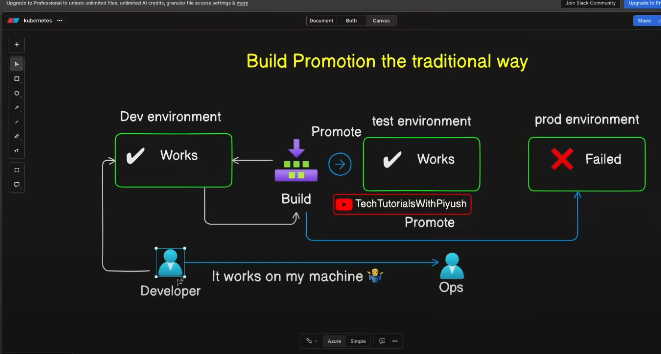 Upgrade to Professional to unlock unlimited files, unlimited AI credits, granular file access settings & more
Join Slack Community
Upgrade to Pr
kubernetes
Document
Both
Canvas
Share
Build Promotion the traditional way
Dev environment
test environment
prod environment
Promote
Works
Works
Failed
Build
TechTutorialsWithPiyush
Promote
It works on my machine
Developer
Ops
Azure
Simple